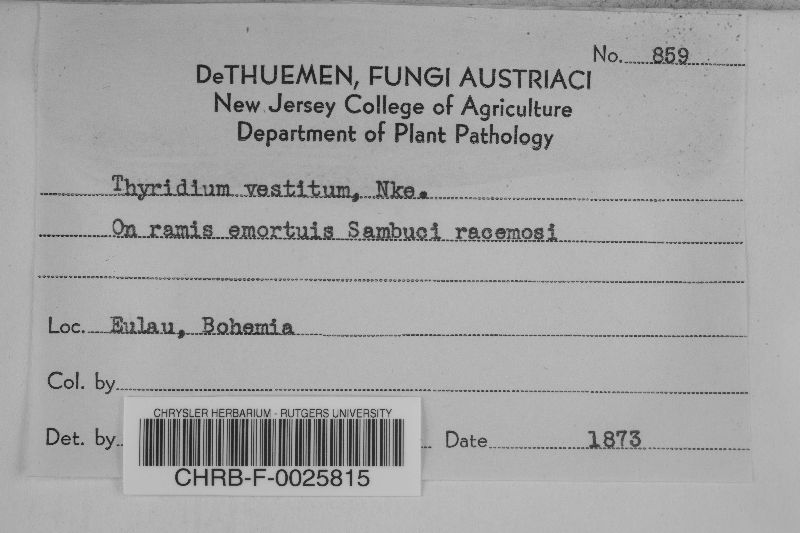 No. 859
DeTHUEMEN, FUNGI AUSTRIACI
New Jersey College of Agriculture
Department of Plant Pathology
Thyridium vestitum, Nke.
On ramis emortuis Sambuci racemosi
Loc. Eulau, Bohemia
Col. by
Det. by Date 1873
CHRYSLER HERBARIUM - RUTGERS UNIVERSITY
CHRB-F-0025815